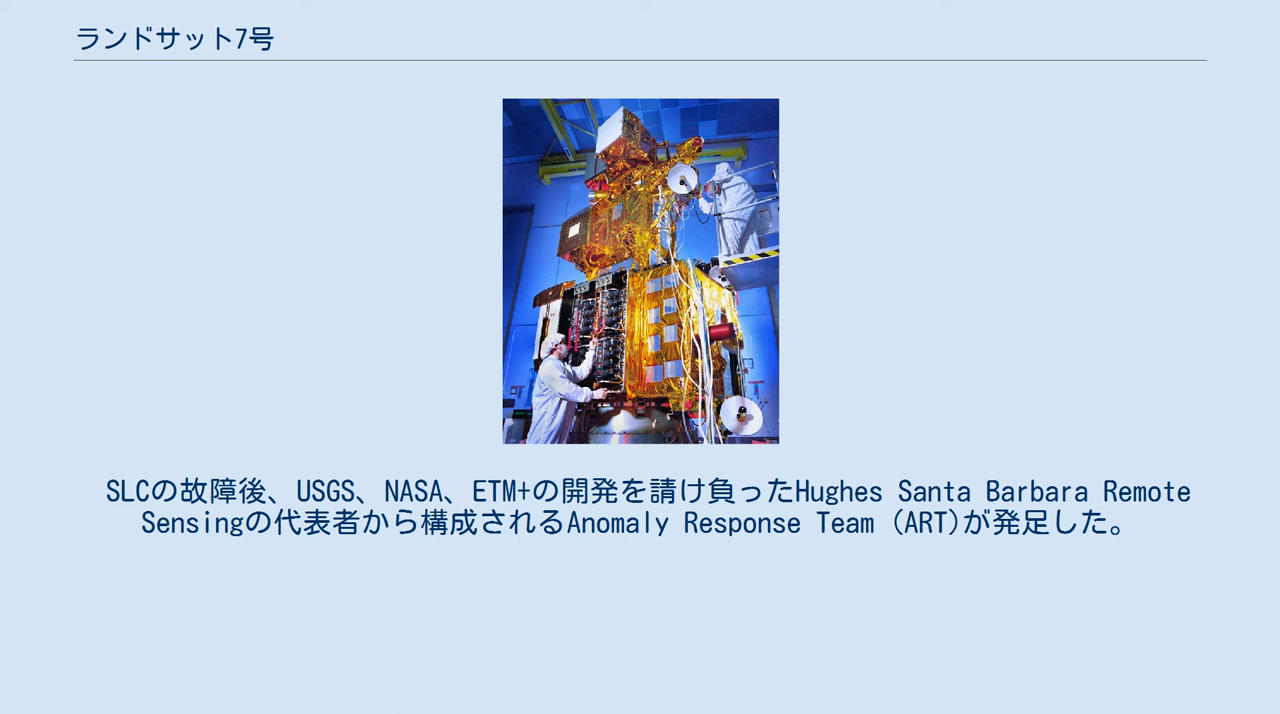 ランドサット7号
SLCの故障後、USGS、NASA、ETM+の開発を請け負ったHughes Santa Barbara Remote
Sensingの代表者から構成されるAnomaly Response Team (ART)が発足した。